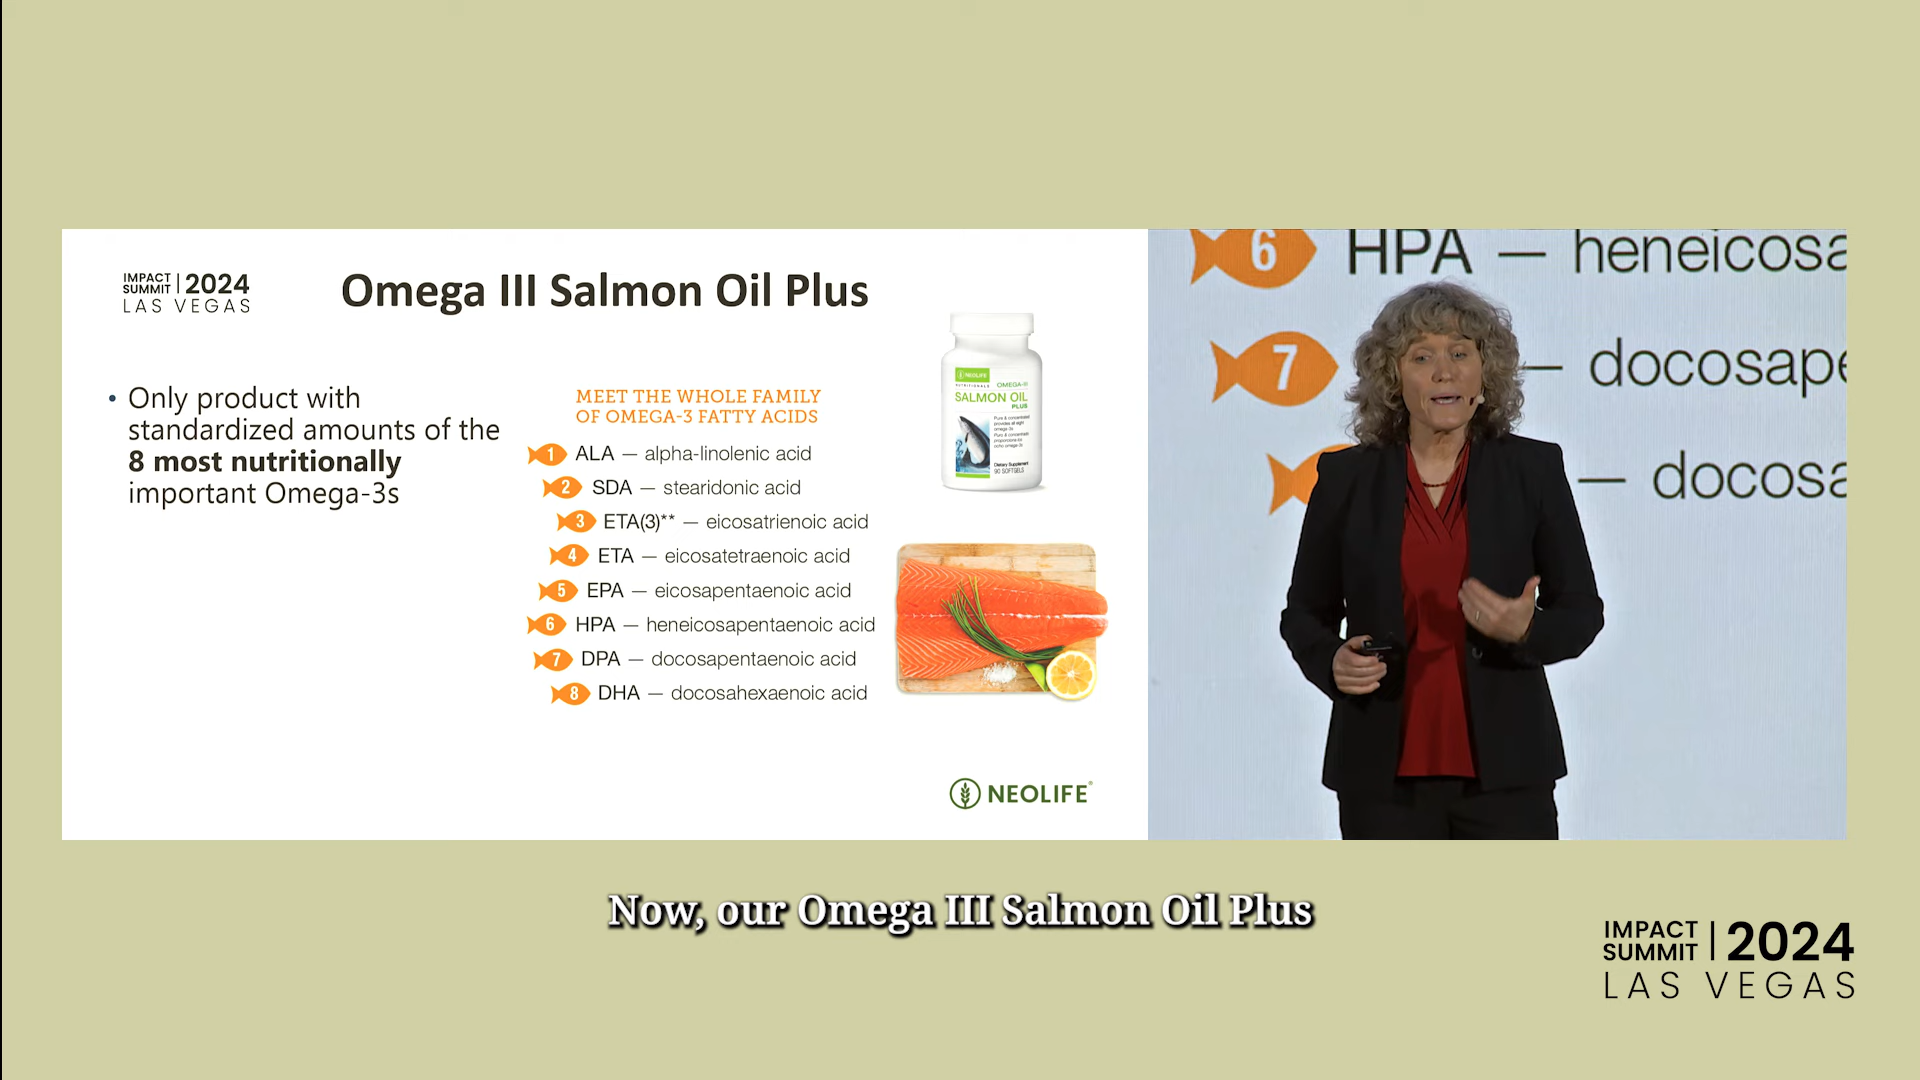 IMPACT
SUMMIT | 2024
LAS VEGAS
Omega III Salmon Oil Plus
• Only product with
standardized amounts of the
8 most nutritionally
important Omega-3s
MEET THE WHOLE FAMILY
OF OMEGA-3 FATTY ACIDS
1 ALA — alpha-linolenic acid
2 SDA — stearidonic acid
3 ETA(3)** — eicosatrienoic acid
4 ETA — eicosatetraenoic acid
5 EPA — eicosapentaenoic acid
6 HPA — heneicosapentaenoic acid
7 DPA — docosapentaenoic acid
8 DHA — docosahexaenoic acid
NEOLIFE
NUTRITIONALS
OMEGA-III
SALMON OIL
PLUS
Dietary Supplement
90 SOFTGELS
NEOLIFE®
6 HPA — heneicosa
7 — docosape
— docosa
Now, our Omega III Salmon Oil Plus
IMPACT
SUMMIT | 2024
LAS VEGAS